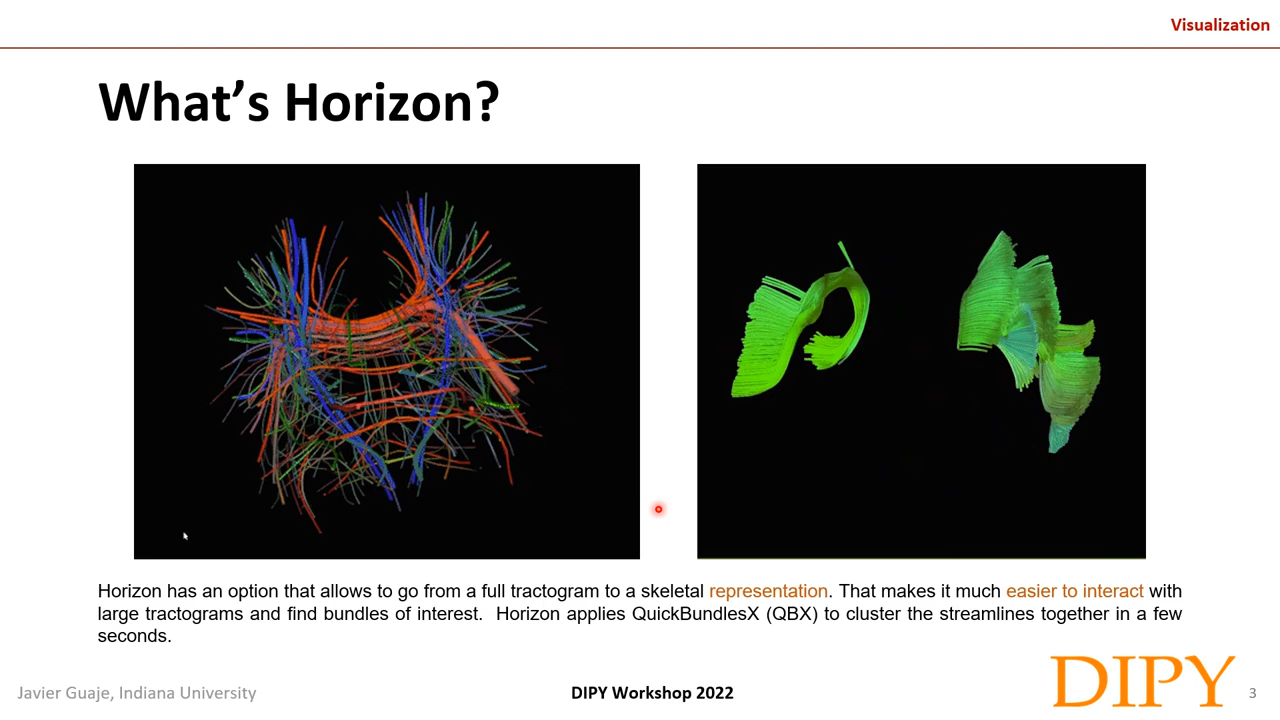 Visualization
What’s Horizon?
Horizon has an option that allows to go from a full tractogram to a skeletal representation. That makes it much easier to interact with
large tractograms and find bundles of interest.  Horizon applies QuickBundlesX (QBX) to cluster the streamlines together in a few
seconds.
Javier Guaje, Indiana University
DIPY Workshop 2022
DIPY
3